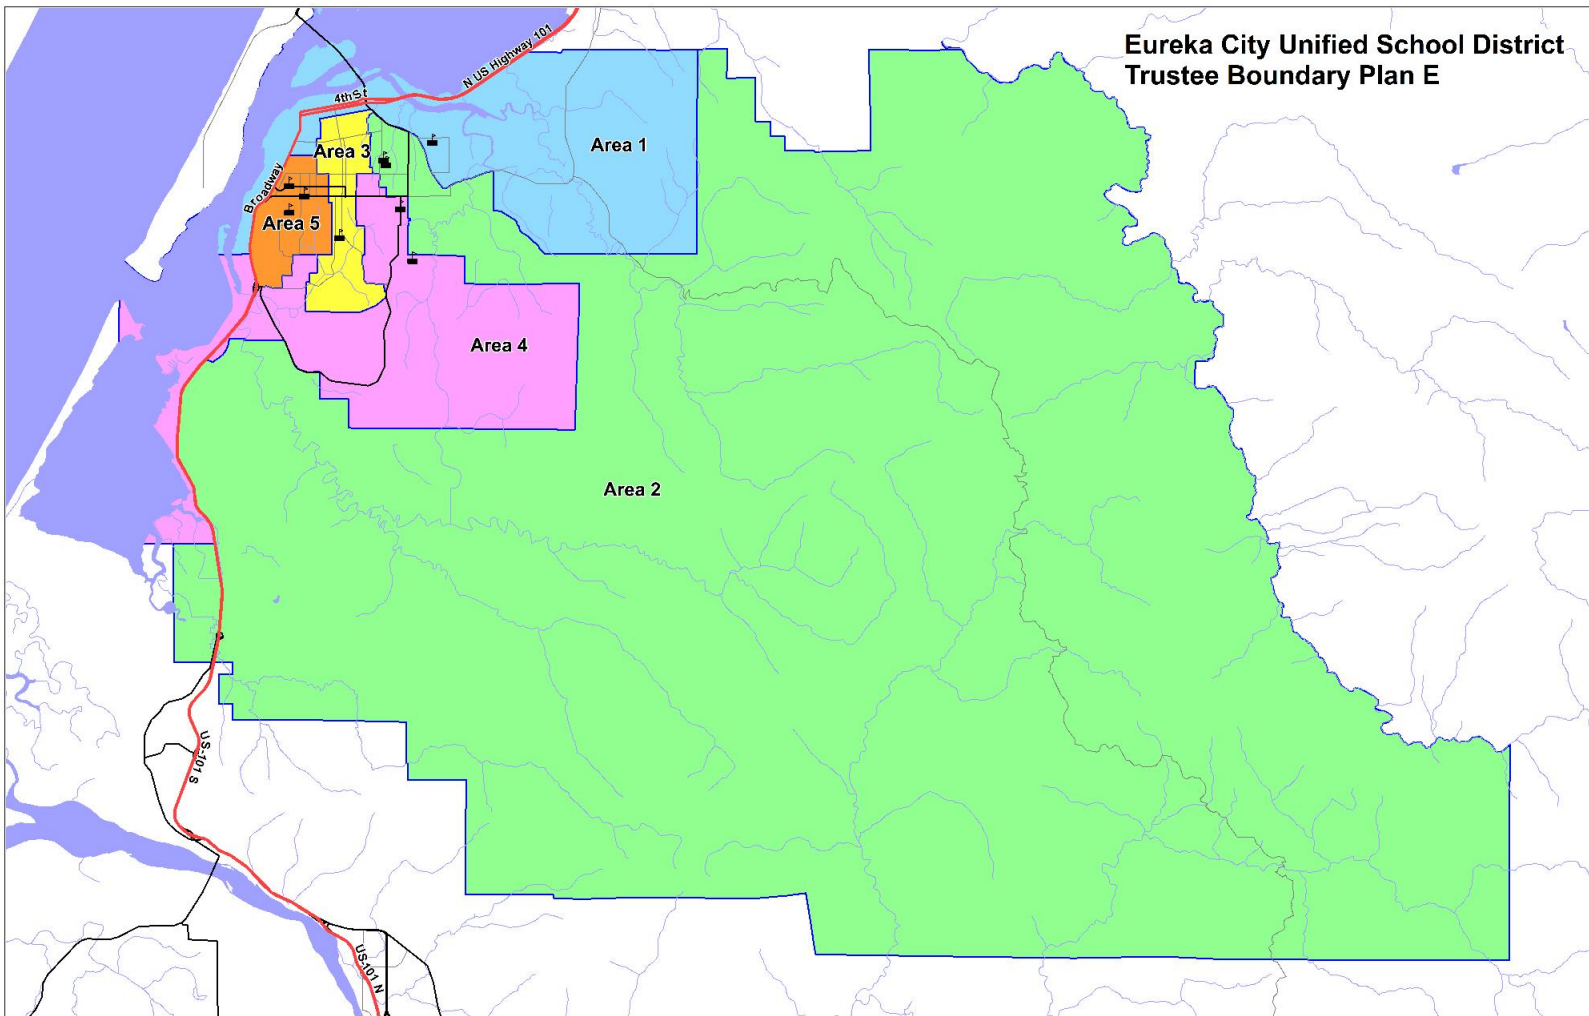 Eureka City Unified School District
Trustee Boundary Plan E
N US Highway 101
4th St
Area 1
Area 3
Broadway
Area 5
Area 4
Area 2
US-101 S
US-101 N